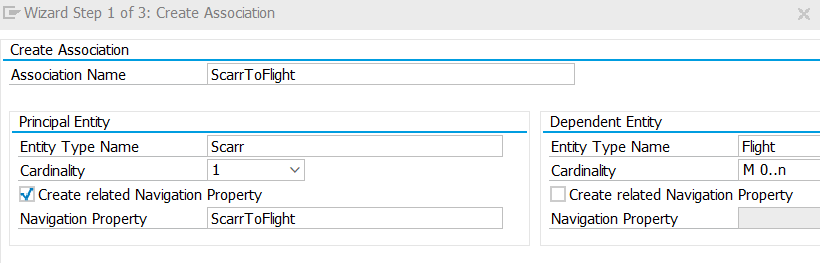 Wizard Step 1 of 3: Create Association
Create Association
Association Name ScarrToFlight
Principal Entity
Entity Type Name Scarr
Cardinality 1
Create related Navigation Property
Navigation Property ScarrToFlight
Dependent Entity
Entity Type Name Flight
Cardinality M 0..n
Create related Navigation Property
Navigation Property